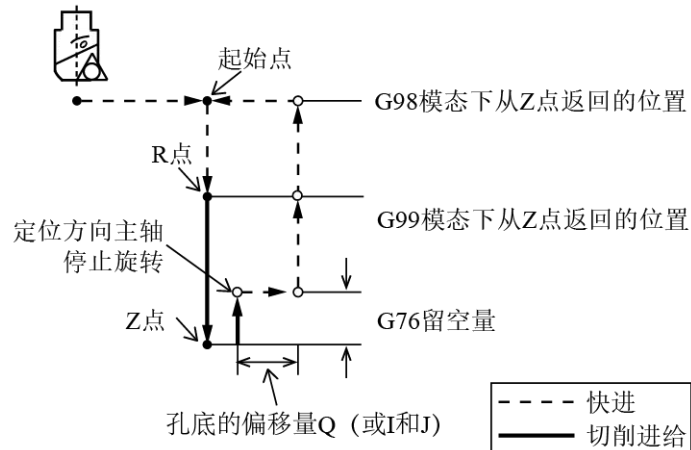 起始点
G98模态下从Z点返回的位置
R点
G99模态下从Z点返回的位置
定位方向主轴
停止旋转
Z点
G76留空量
孔底的偏移量Q（或I和J）
快进
切削进给